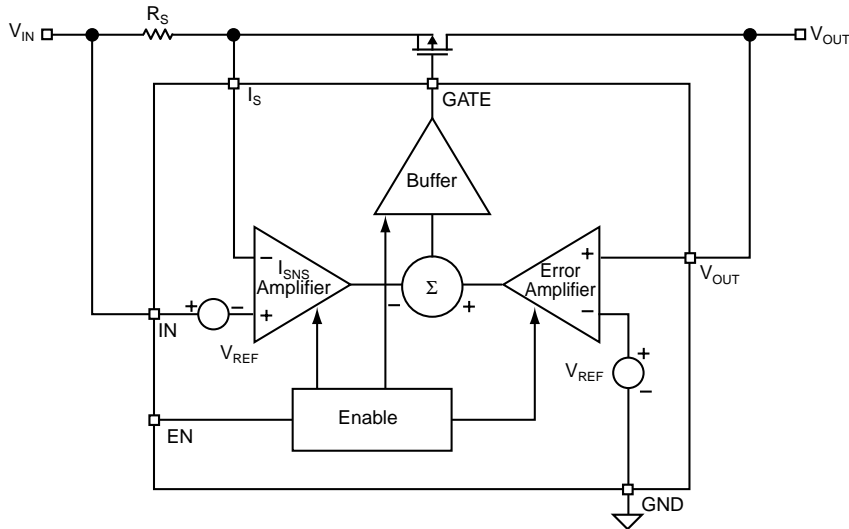 V_IN
R_S
V_OUT
I_S
GATE
Buffer
I_SNS
Amplifier
−
+
Σ
−
+
Error
Amplifier
+
−
V_OUT
IN
+
−
V_REF
V_REF
+
−
Enable
EN
GND